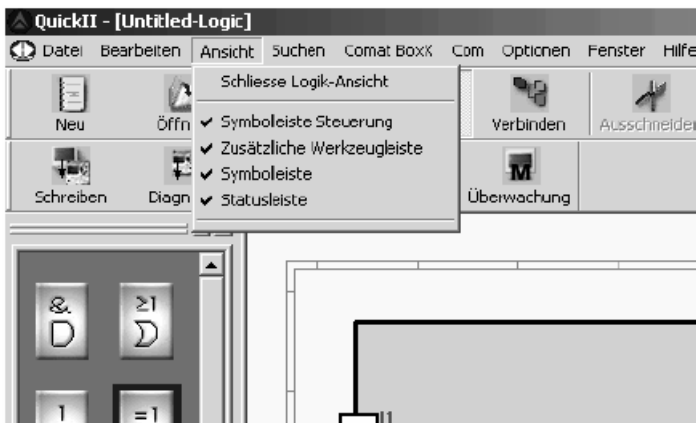 QuickII - [Untitled-Logic]
Datei Bearbeiten Ansicht Suchen Comat BoxX Com Optionen Fenster Hilfe
Schliesse Logik-Ansicht
Neu Öffn Verbinden Ausschneiden
Symboleiste Steuerung
Zusätzliche Werkzeugleiste
Symboleiste
Statusleiste
Schreiben Diagn M Überwachung
& ≥1
1 =1
I1